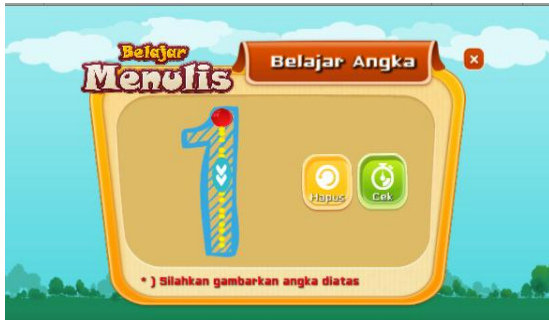 Belajar
Menulis
Belajar Angka
x
1
Hapus
Cek
* ) Silahkan gambarkan angka diatas